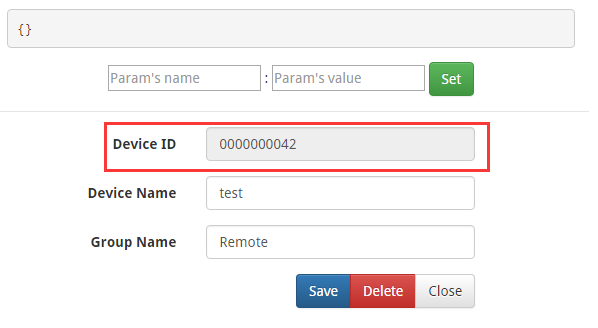 {}
Param's name : Param's value Set
Device ID 0000000042
Device Name test
Group Name Remote
Save Delete Close